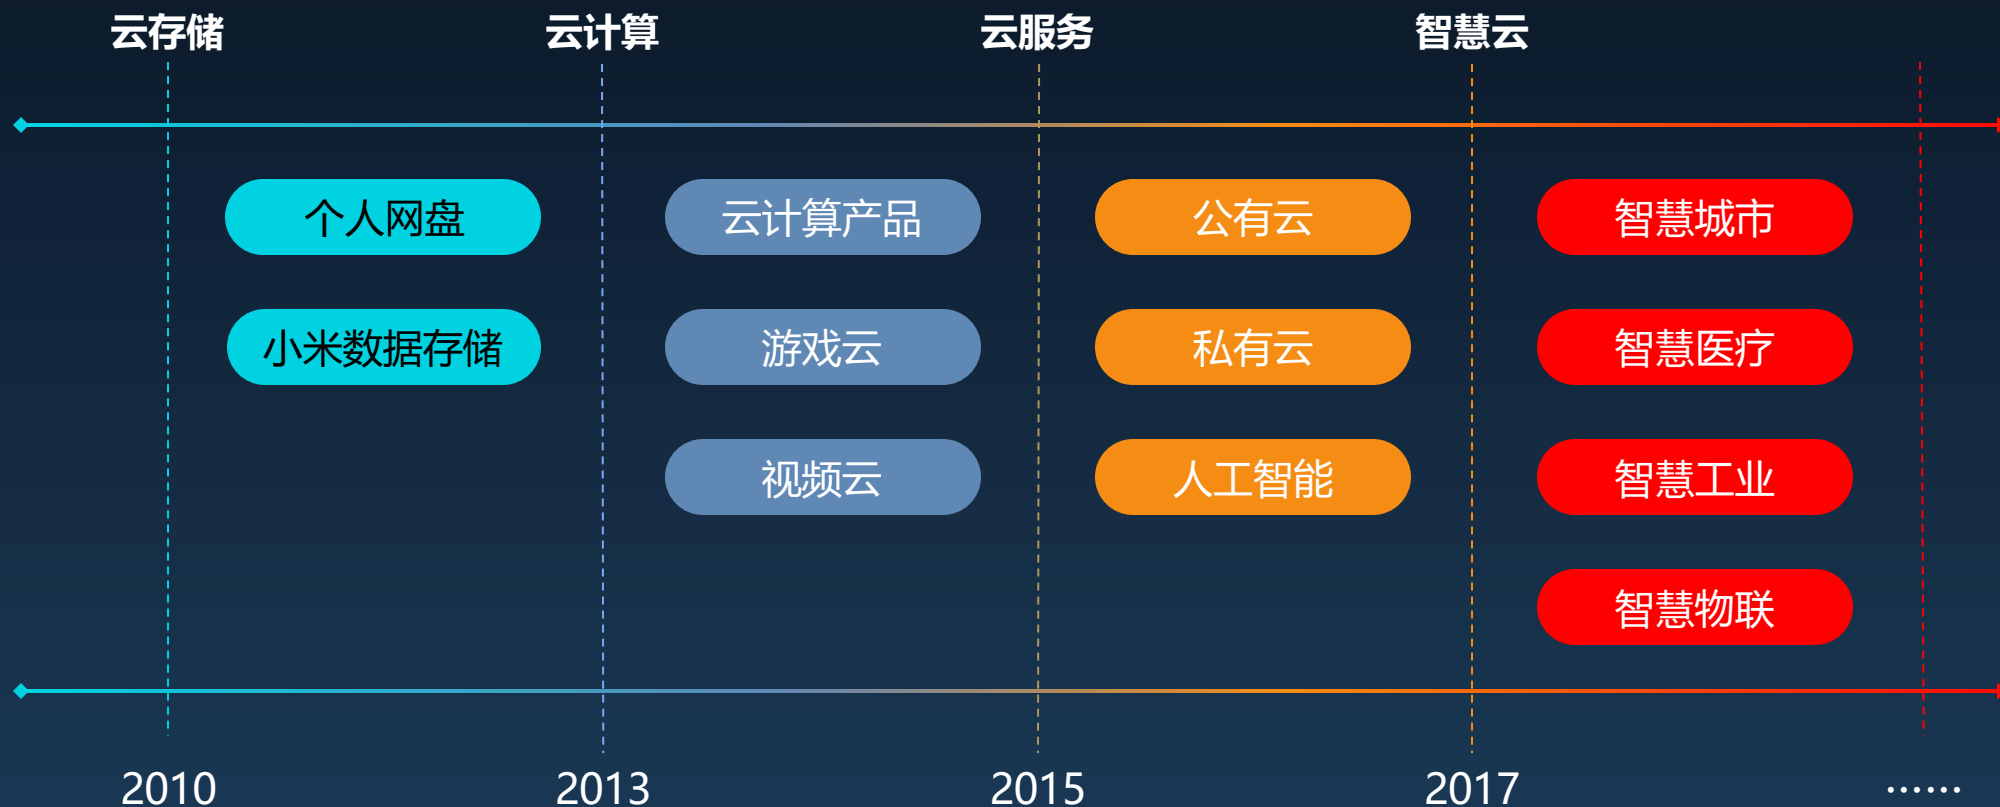 云存储
云计算
云服务
智慧云
个人网盘
云计算产品
公有云
智慧城市
小米数据存储
游戏云
私有云
智慧医疗
视频云
人工智能
智慧工业
智慧物联
2010
2013
2015
2017
……